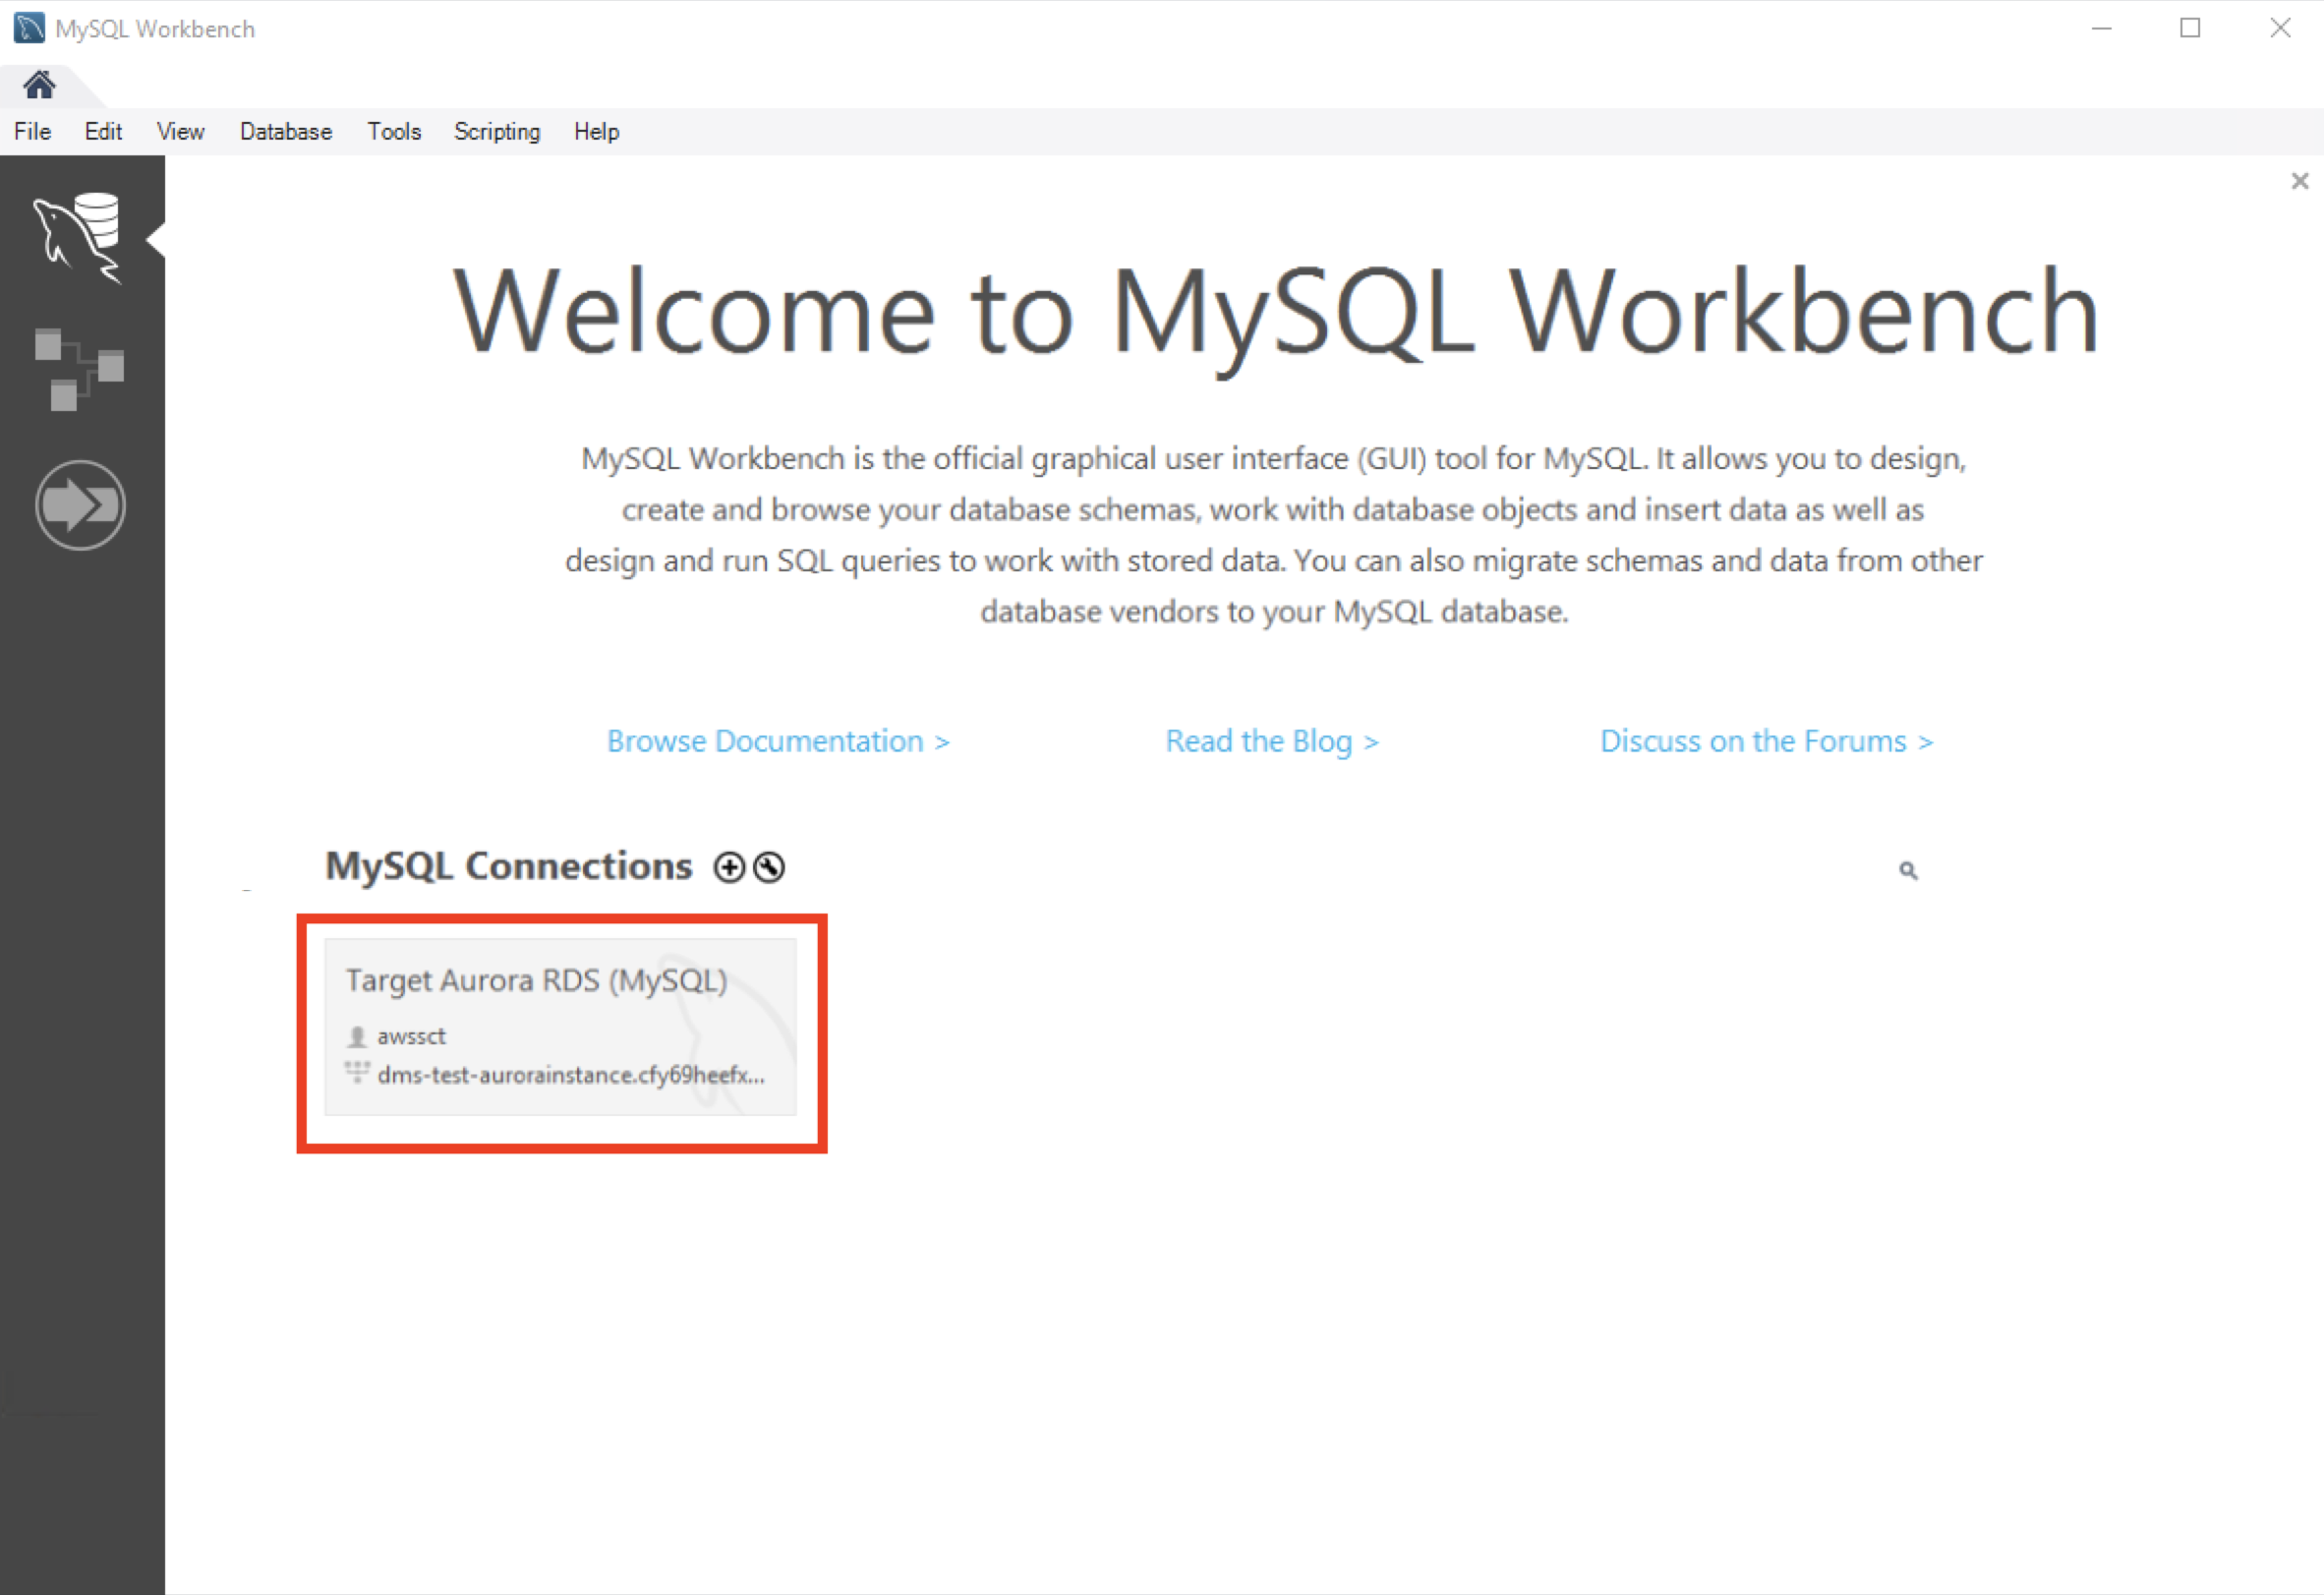 MySQL Workbench
File Edit View Database Tools Scripting Help
Welcome to MySQL Workbench
MySQL Workbench is the official graphical user interface (GUI) tool for MySQL. It allows you to design,
create and browse your database schemas, work with database objects and insert data as well as
design and run SQL queries to work with stored data. You can also migrate schemas and data from other
database vendors to your MySQL database.
Browse Documentation > Read the Blog > Discuss on the Forums >
MySQL Connections
Target Aurora RDS (MySQL)
awssct
dms-test-aurorainstance.cfy69heefx...